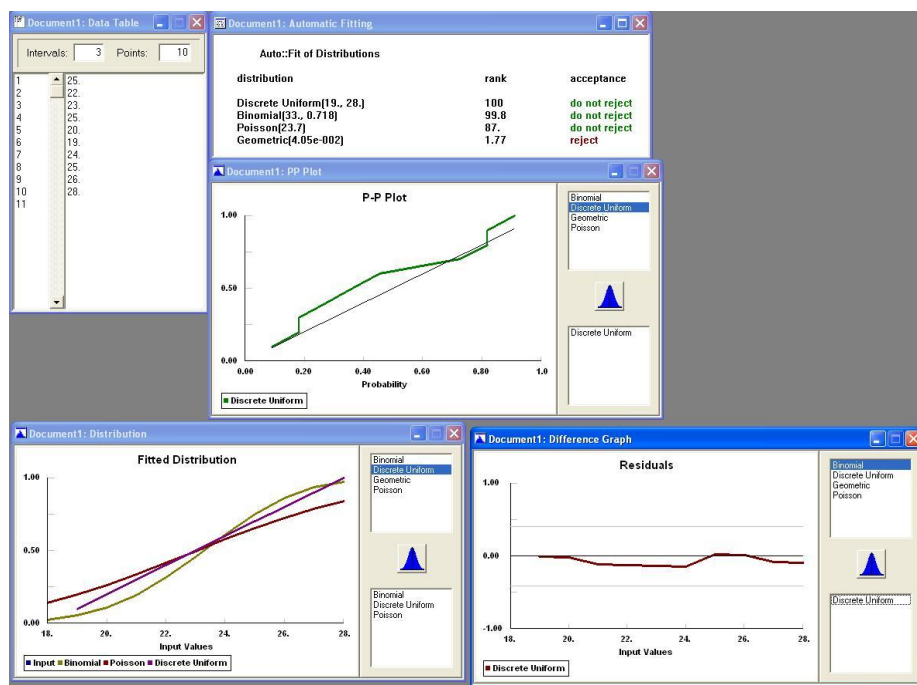 Document1: Data Table
Intervals: 3 Points: 10
1 25.
2 22.
3 23.
4 25.
5 20.
6 19.
7 24.
8 25.
9 26.
10 28.
11
Document1: Automatic Fitting
Auto::Fit of Distributions
distribution rank acceptance
Discrete Uniform(19., 28.) 100 do not reject
Binomial(33., 0.718) 99.8 do not reject
Poisson(23.7) 87. do not reject
Geometric(4.05e-002) 1.77 reject
Document1: PP Plot
P-P Plot
1.00
0.50
0.00
0.00 0.20 0.40 0.60 0.80 1.0
Probability
Discrete Uniform
Binomial
Discrete Uniform
Geometric
Poisson
Discrete Uniform
Document1: Distribution
Fitted Distribution
1.00
0.50
0.00
18. 20. 22. 24. 26. 28.
Input Values
Input Binomial Poisson Discrete Uniform
Binomial
Discrete Uniform
Geometric
Poisson
Binomial
Discrete Uniform
Poisson
Document1: Difference Graph
Residuals
1.00
0.00
-1.00
18. 20. 22. 24. 26. 28.
Input Values
Discrete Uniform
Binomial
Discrete Uniform
Geometric
Poisson
Discrete Uniform